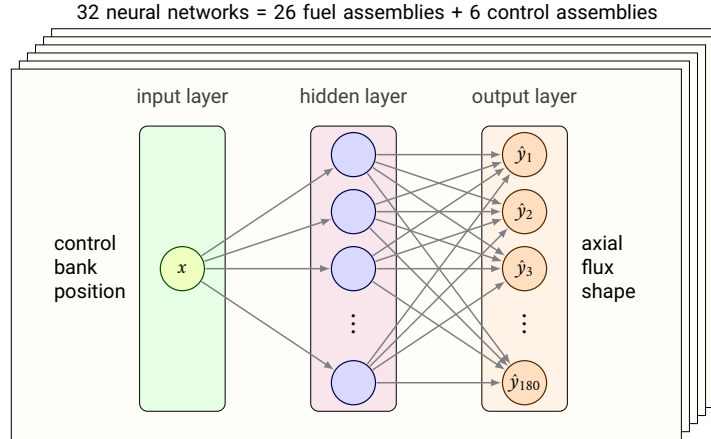 32 neural networks = 26 fuel assemblies + 6 control assemblies
input layer
hidden layer
output layer
control
bank
position
x
⋮
ŷ₁
ŷ₂
ŷ₃
⋮
ŷ₁₈₀
axial
flux
shape